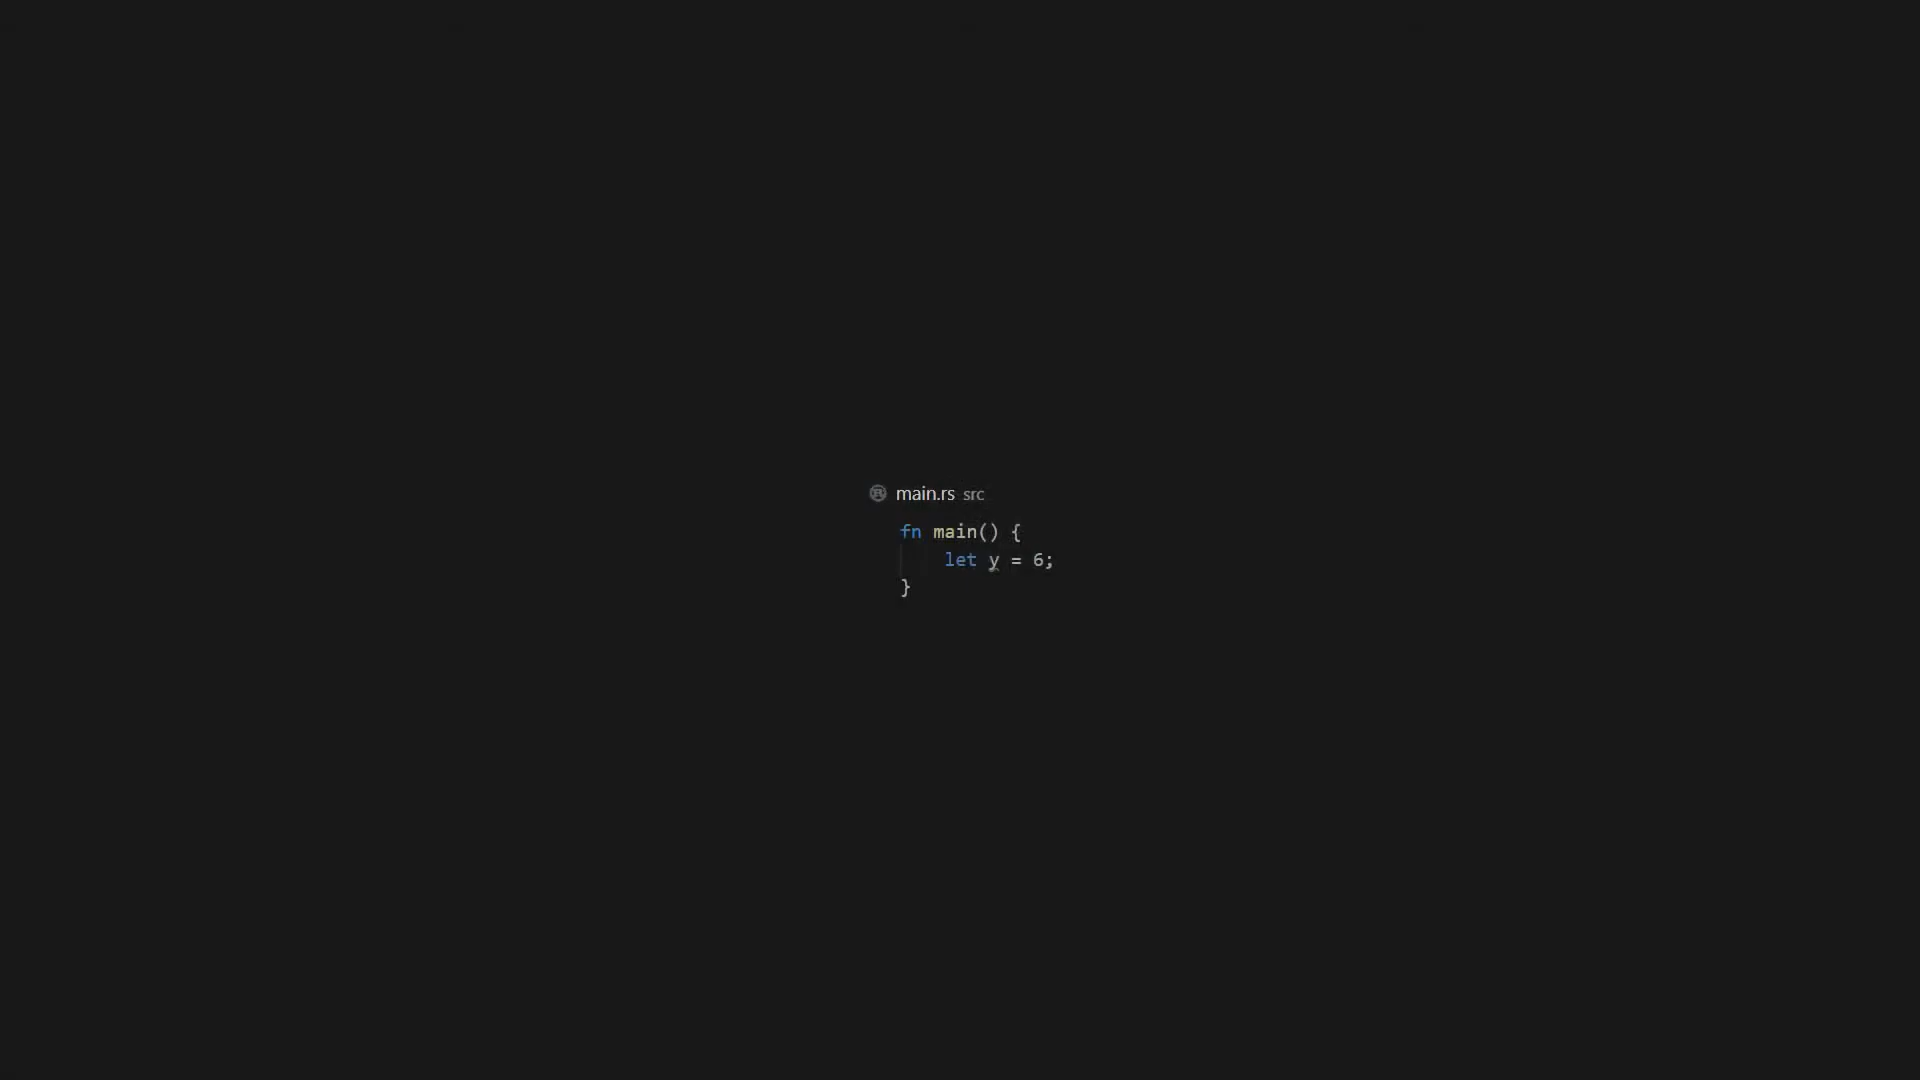 main.rs src
fn main() {
    let y = 6;
}